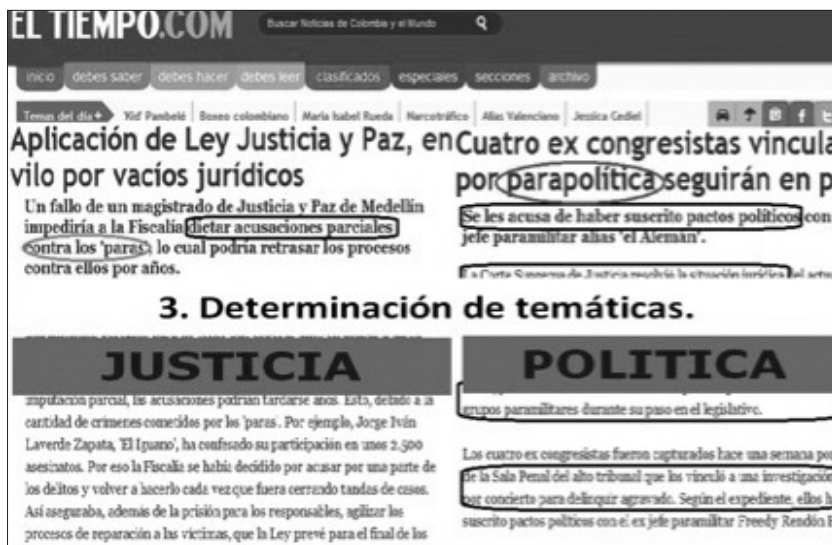 EL TIEMPO.COM
Buscar Noticias de Colombia y el Mundo
inicio debes saber debes hacer debes leer clasificados especiales secciones archivo
Temas del día + 'Kid' Pambelé Boxeo colombiano María Isabel Rueda Narcotráfico Alias Valenciano Jessica Cediel
Aplicación de Ley Justicia y Paz, en
vilo por vacíos jurídicos
Un fallo de un magistrado de Justicia y Paz de Medellín
impediría a la Fiscalía dictar acusaciones parciales
contra los 'paras', lo cual podría retrasar los procesos
contra ellos por años.
Cuatro ex congresistas vincula
por parapolítica seguirán en p
Se les acusa de haber suscrito pactos políticos con
jefe paramilitar alias 'el Alemán'.
La Corte Suprema de Justicia resolvió la situación jurídica del actu
3. Determinación de temáticas.
JUSTICIA
imputación parcial, las acusaciones podrían tardarse años. Esto, debido a la
cantidad de crímenes cometidos por los 'paras'. Por ejemplo, Jorge Iván
Laverde Zapata, 'El Iguano', ha confesado su participación en unos 2.500
asesinatos. Por eso la Fiscalía se había decidido por acusar por una parte de
los delitos y volver a hacerlo cada vez que fuera cerrando tandas de casos.
Así aseguraba, además de la prisión para los responsables, agilizar los
procesos de reparación a las víctimas, que la Ley prevé para el final de los
POLITICA
grupos paramilitares durante su paso en el legislativo.
Los cuatro ex congresistas fueron capturados hace una semana por
de la Sala Penal del alto tribunal que los vinculó a una investigación
por concierto para delinquir agravado. Según el expediente, ellos h
suscrito pactos políticos con el ex jefe paramilitar Freddy Rendón